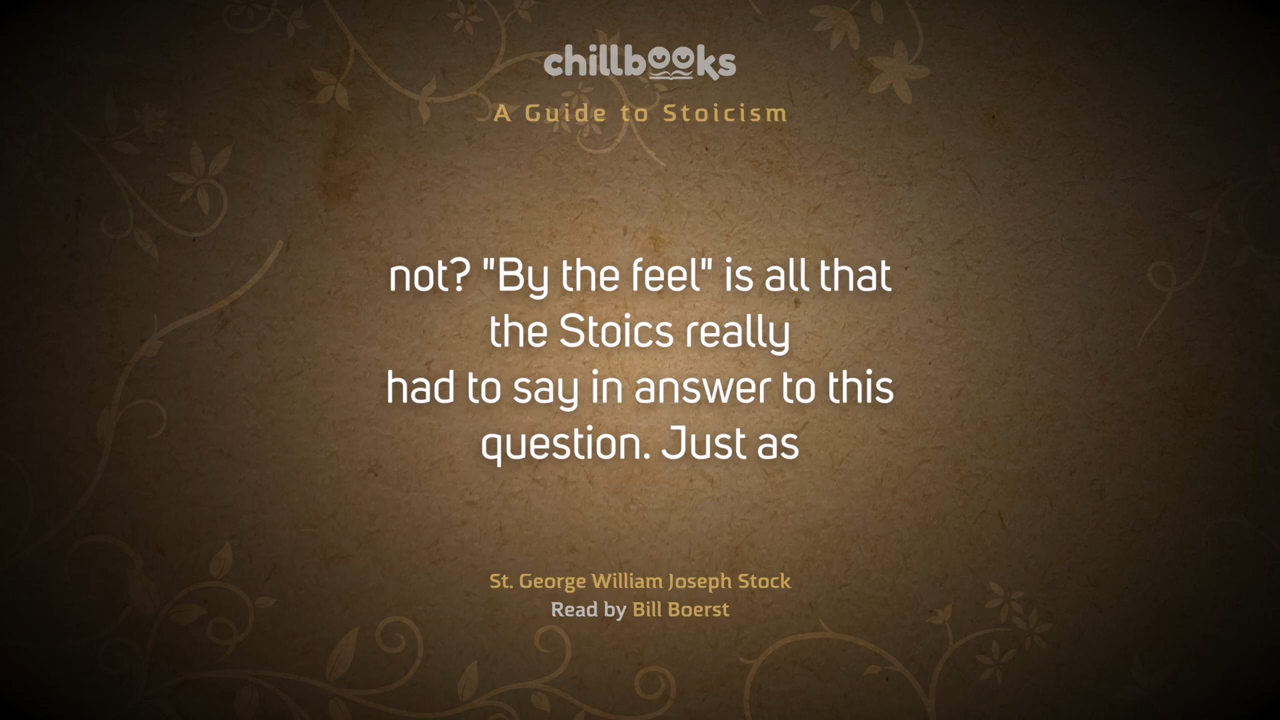 chillbooks
A Guide to Stoicism
not? "By the feel" is all that
the Stoics really
had to say in answer to this
question. Just as
St. George William Joseph Stock
Read by Bill Boerst